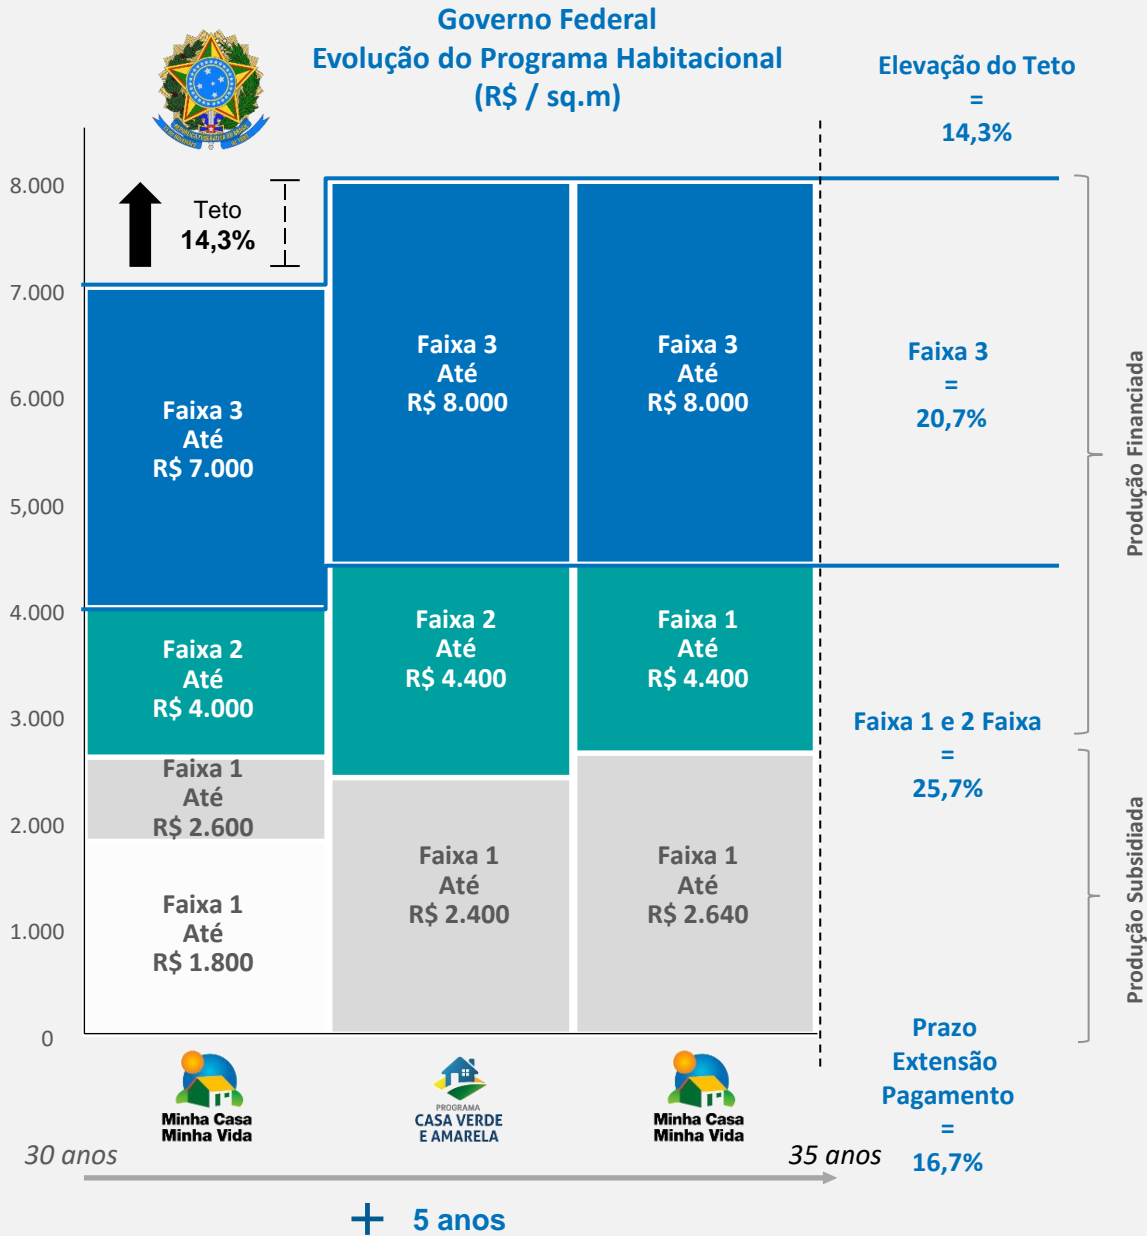 Governo Federal
Evolução do Programa Habitacional
(R$ / sq.m)
Elevação do Teto
=
14,3%
8.000
7.000
6.000
5,000
4.000
3.000
2.000
1.000
0
Teto
14,3%
Faixa 3
Até
R$ 7.000
Faixa 2
Até
R$ 4.000
Faixa 1
Até
R$ 2.600
Faixa 1
Até
R$ 1.800
Faixa 3
Até
R$ 8.000
Faixa 2
Até
R$ 4.400
Faixa 1
Até
R$ 2.400
Faixa 3
Até
R$ 8.000
Faixa 1
Até
R$ 4.400
Faixa 1
Até
R$ 2.640
Faixa 3
=
20,7%
Faixa 1 e 2 Faixa
=
25,7%
Prazo
Extensão
Pagamento
=
16,7%
Produção Financiada
Produção Subsidiada
Minha Casa
Minha Vida
PROGRAMA
CASA VERDE
E AMARELA
Minha Casa
Minha Vida
30 anos
35 anos
+ 5 anos